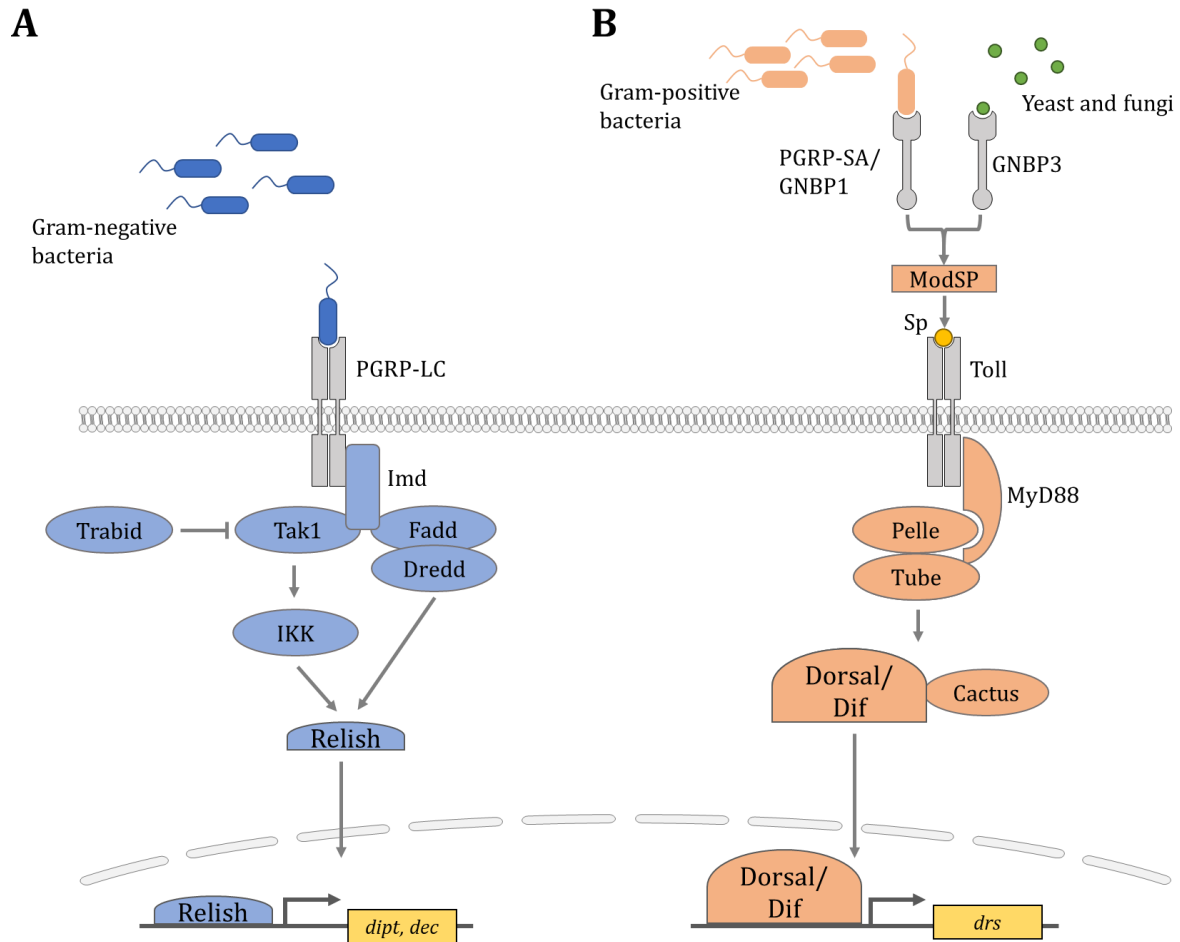 A
Gram-negative
bacteria
PGRP-LC
Imd
Trabid
Tak1
Fadd
Dredd
IKK
Relish
Relish
dipt, dec
B
Gram-positive
bacteria
Yeast and fungi
PGRP-SA/
GNBP1
GNBP3
ModSP
Sp
Toll
MyD88
Pelle
Tube
Dorsal/
Dif
Cactus
Dorsal/
Dif
drs